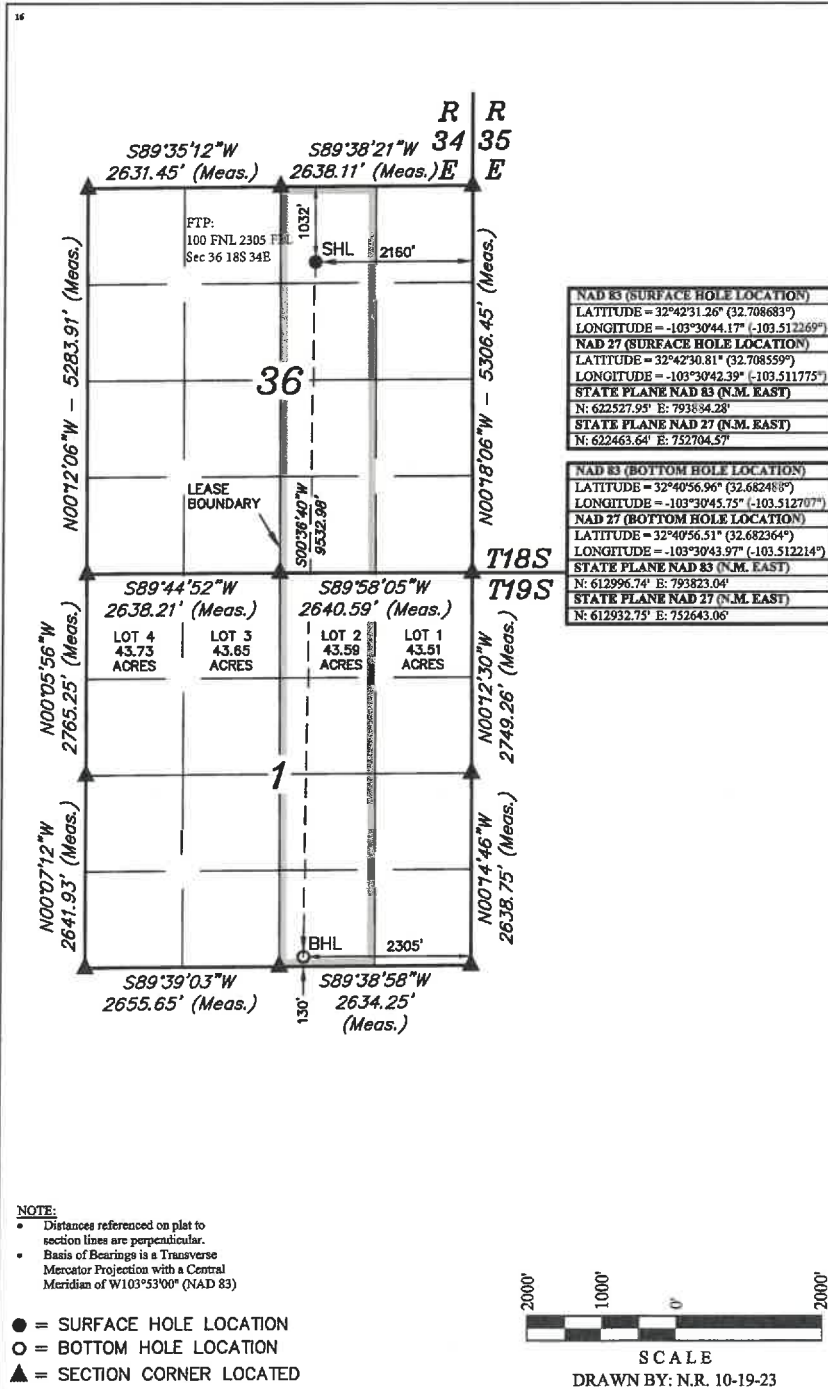 16
R R
34 35
E E
S89°35'12"W
2631.45' (Meas.)
S89°38'21"W
2638.11' (Meas.)
FTP:
100 FNL 2305
Sec 36 18S 34E
1032'
SHL
2160'
N00°12'06"W – 5283.91' (Meas.)
N00°18'06"W – 5306.45' (Meas.)
36
LEASE
BOUNDARY
S00°36'40"W
9532.98'
NAD 83 (SURFACE HOLE LOCATION)
LATITUDE = 32°42'31.26" (32.708683°)
LONGITUDE = -103°30'44.17" (-103.512269°)
NAD 27 (SURFACE HOLE LOCATION)
LATITUDE = 32°42'30.81" (32.708559°)
LONGITUDE = -103°30'42.39" (-103.511775°)
STATE PLANE NAD 83 (N.M. EAST)
N: 622527.95' E: 793884.28'
STATE PLANE NAD 27 (N.M. EAST)
N: 622463.64' E: 752704.57'
NAD 83 (BOTTOM HOLE LOCATION)
LATITUDE = 32°40'56.96" (32.682488°)
LONGITUDE = -103°30'45.75" (-103.512707°)
NAD 27 (BOTTOM HOLE LOCATION)
LATITUDE = 32°40'56.51" (32.682364°)
LONGITUDE = -103°30'43.97" (-103.512214°)
STATE PLANE NAD 83 (N.M. EAST)
N: 612996.74' E: 793823.04'
STATE PLANE NAD 27 (N.M. EAST)
N: 612932.75' E: 752643.06'
T18S
T19S
S89°44'52"W
2638.21' (Meas.)
S89°58'05"W
2640.59' (Meas.)
LOT 4
43.73
ACRES
LOT 3
43.65
ACRES
LOT 2
43.59
ACRES
LOT 1
43.51
ACRES
N00°05'56"W
2765.25' (Meas.)
N00°12'30"W
2749.26' (Meas.)
1
N00°07'12"W
2641.93' (Meas.)
N00°14'46"W
2638.75' (Meas.)
BHL
2305'
S89°39'03"W
2655.65' (Meas.)
130'
S89°38'58"W
2634.25'
(Meas.)
NOTE:
• Distances referenced on plat to
section lines are perpendicular.
• Basis of Bearings is a Transverse
Mercator Projection with a Central
Meridian of W103°53'00" (NAD 83)
● = SURFACE HOLE LOCATION
○ = BOTTOM HOLE LOCATION
▲ = SECTION CORNER LOCATED
2000' 1000' 0' 2000'
SCALE
DRAWN BY: N.R. 10-19-23